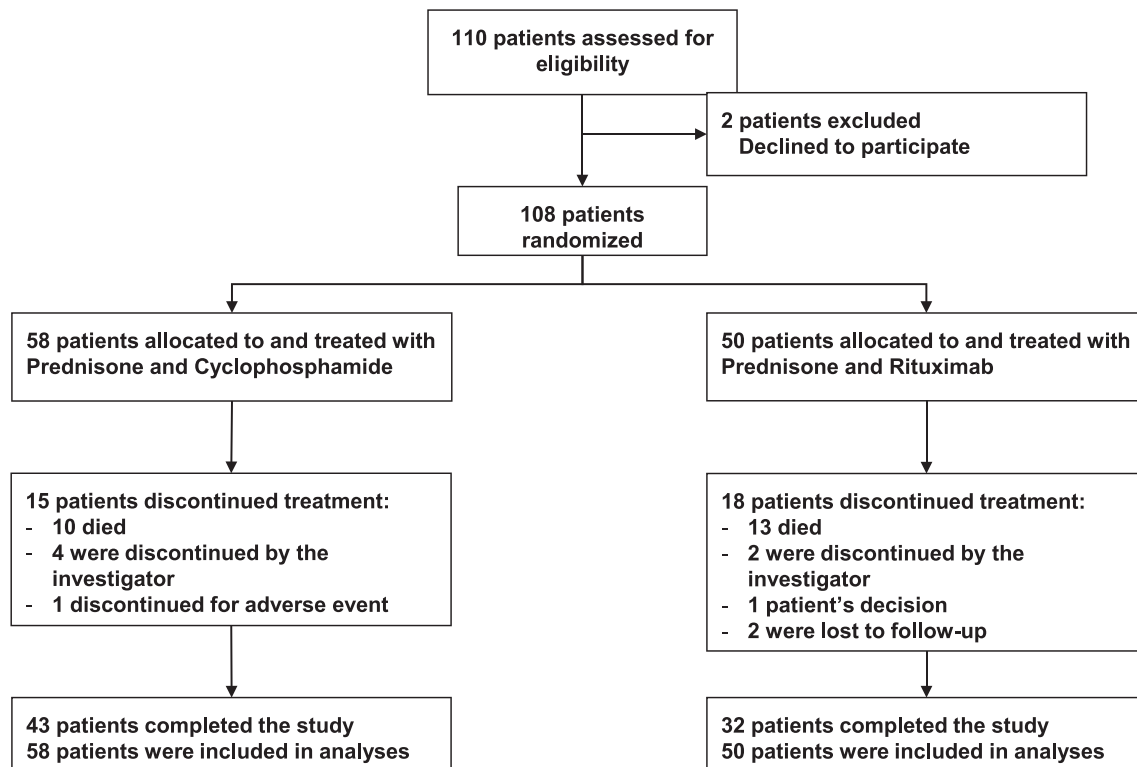 110 patients assessed for
eligibility
2 patients excluded
Declined to participate
108 patients
randomized
58 patients allocated to and treated with
Prednisone and Cyclophosphamide
50 patients allocated to and treated with
Prednisone and Rituximab
15 patients discontinued treatment:
- 10 died
- 4 were discontinued by the
investigator
- 1 discontinued for adverse event
18 patients discontinued treatment:
- 13 died
- 2 were discontinued by the
investigator
- 1 patient's decision
- 2 were lost to follow-up
43 patients completed the study
58 patients were included in analyses
32 patients completed the study
50 patients were included in analyses